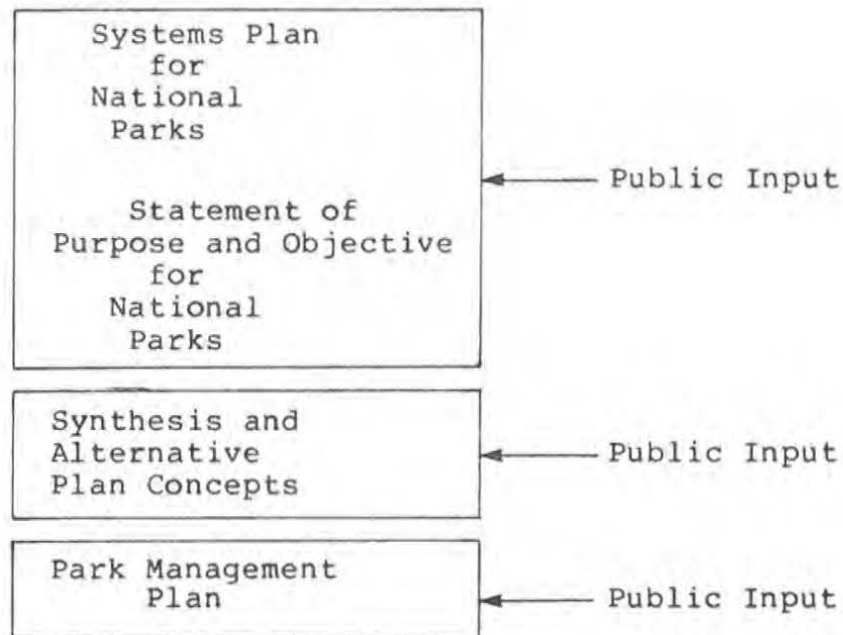 Systems Plan
for
National
Parks
Statement of
Purpose and Objective
for
National
Parks
Public Input
Synthesis and
Alternative
Plan Concepts
Public Input
Park Management
Plan
Public Input